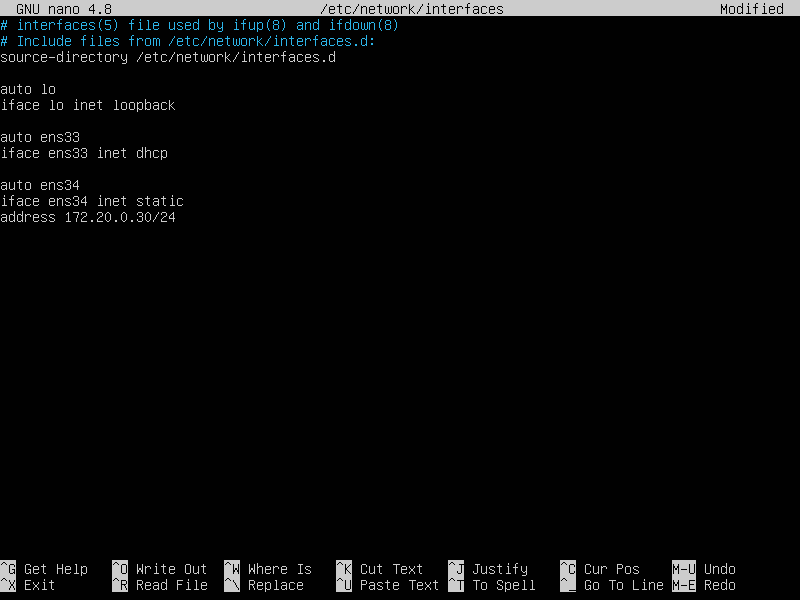 GNU nano 4.8 /etc/network/interfaces Modified
# interfaces(5) file used by ifup(8) and ifdown(8)
# Include files from /etc/network/interfaces.d:
source-directory /etc/network/interfaces.d
auto lo
iface lo inet loopback
auto ens33
iface ens33 inet dhcp
auto ens34
iface ens34 inet static
address 172.20.0.30/24
^G Get Help ^O Write Out ^W Where Is ^K Cut Text ^J Justify ^C Cur Pos M-U Undo
^X Exit ^R Read File ^\ Replace ^U Paste Text ^T To Spell ^_ Go To Line M-E Redo